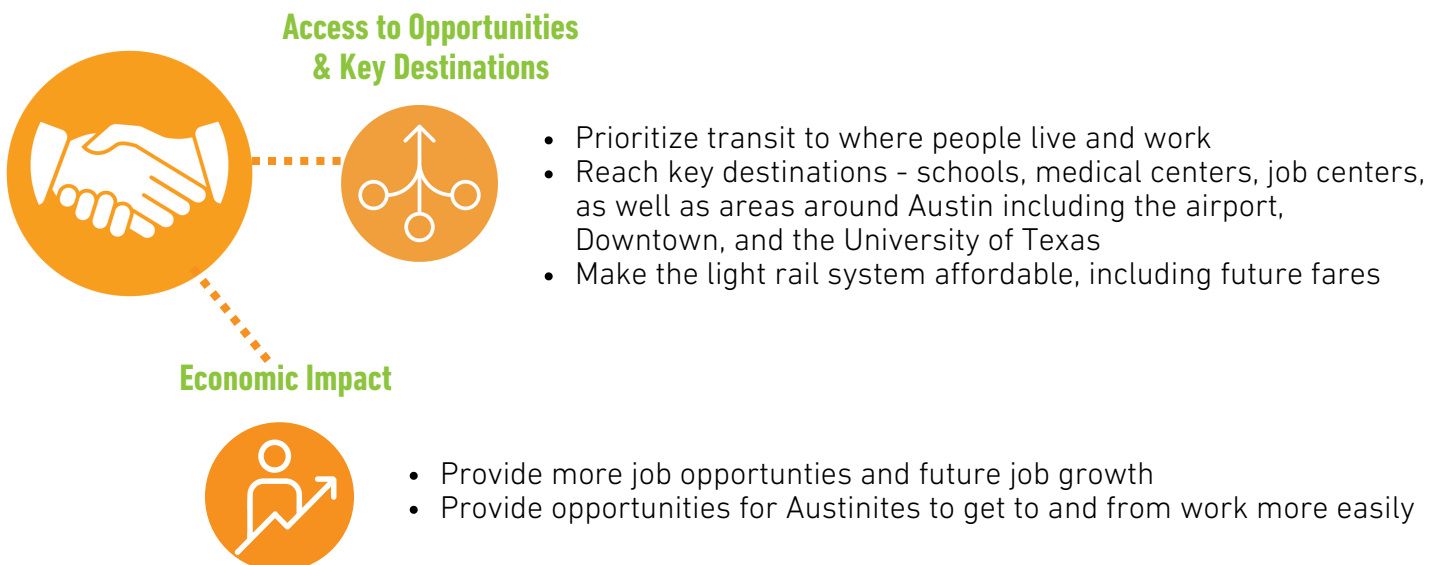 Access to Opportunities
& Key Destinations
• Prioritize transit to where people live and work
• Reach key destinations - schools, medical centers, job centers,
as well as areas around Austin including the airport,
Downtown, and the University of Texas
• Make the light rail system affordable, including future fares
Economic Impact
• Provide more job opportunties and future job growth
• Provide opportunities for Austinites to get to and from work more easily